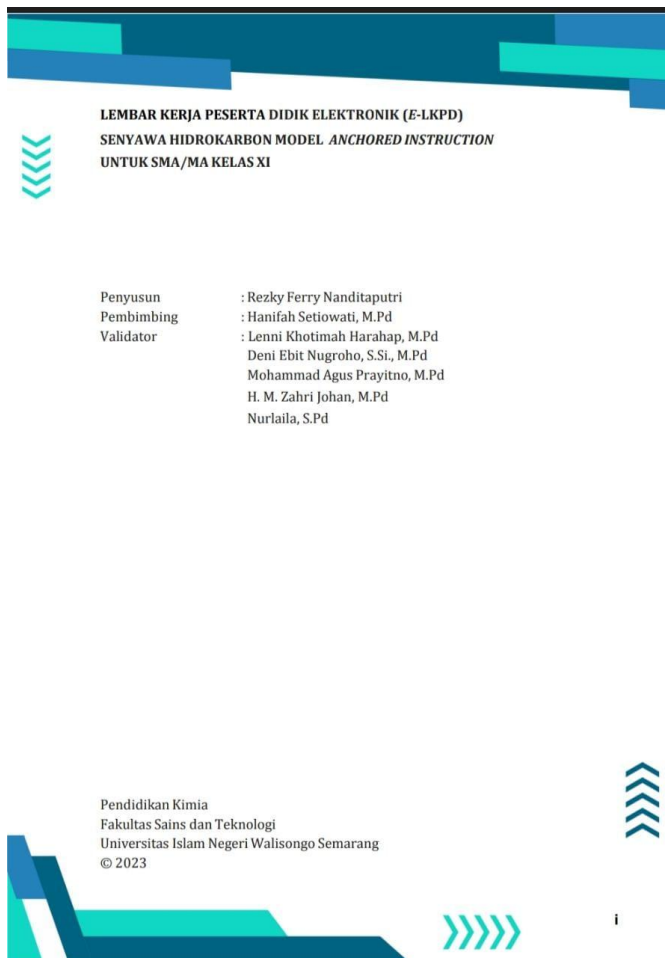 LEMBAR KERJA PESERTA DIDIK ELEKTRONIK (E-LKPD)
SENYAWA HIDROKARBON MODEL ANCHORED INSTRUCTION
UNTUK SMA/MA KELAS XI
Penyusun : Rezky Ferry Nanditaputri
Pembimbing : Hanifah Setiowati, M.Pd
Validator : Lenni Khotimah Harahap, M.Pd
Deni Ebit Nugroho, S.Si., M.Pd
Mohammad Agus Prayitno, M.Pd
H. M. Zahri Johan, M.Pd
Nurlaila, S.Pd
Pendidikan Kimia
Fakultas Sains dan Teknologi
Universitas Islam Negeri Walisongo Semarang
© 2023
i